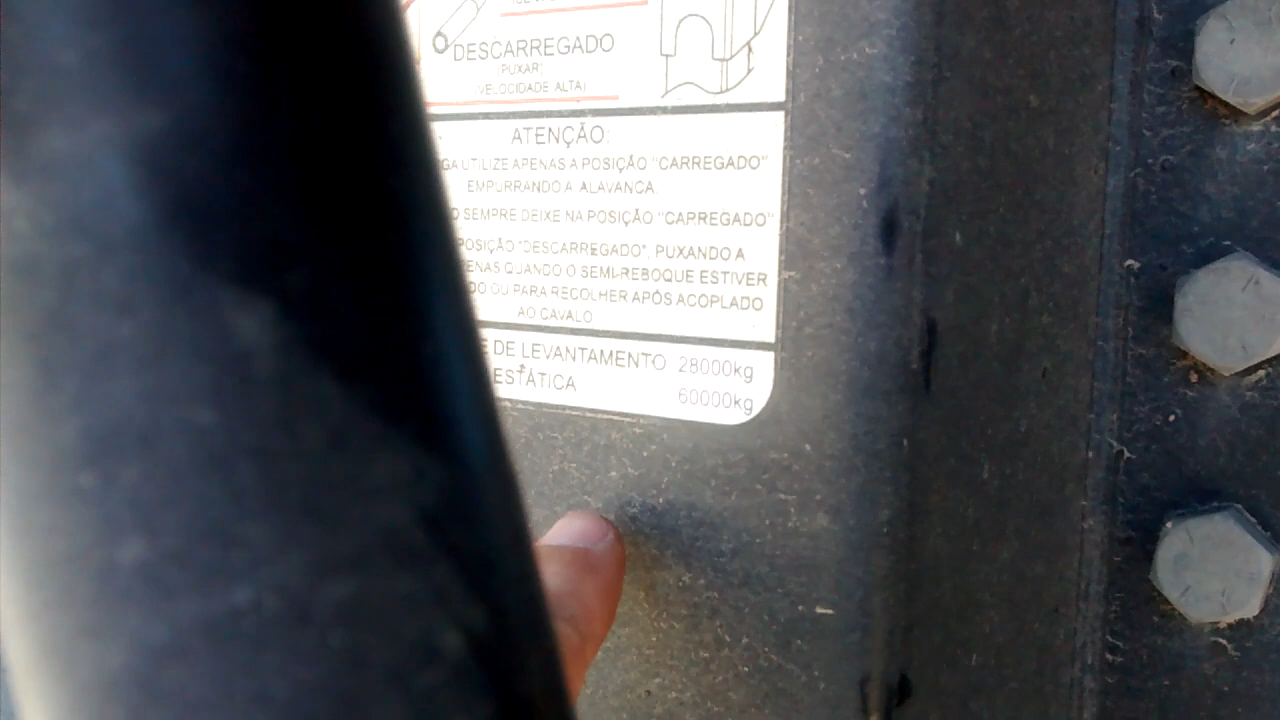 DESCARREGADO
(PUXAR)
(VELOCIDADE ALTA)
ATENÇÃO:
UTILIZE APENAS A POSIÇÃO "CARREGADO"
EMPURRANDO A ALAVANCA.
SEMPRE DEIXE NA POSIÇÃO "CARREGADO"
POSIÇÃO "DESCARREGADO", PUXANDO A
QUANDO O SEMI-REBOQUE ESTIVER
OU PARA RECOLHER APÓS ACOPLADO
AO CAVALO
DE LEVANTAMENTO 28000kg
ESTÁTICA 60000kg